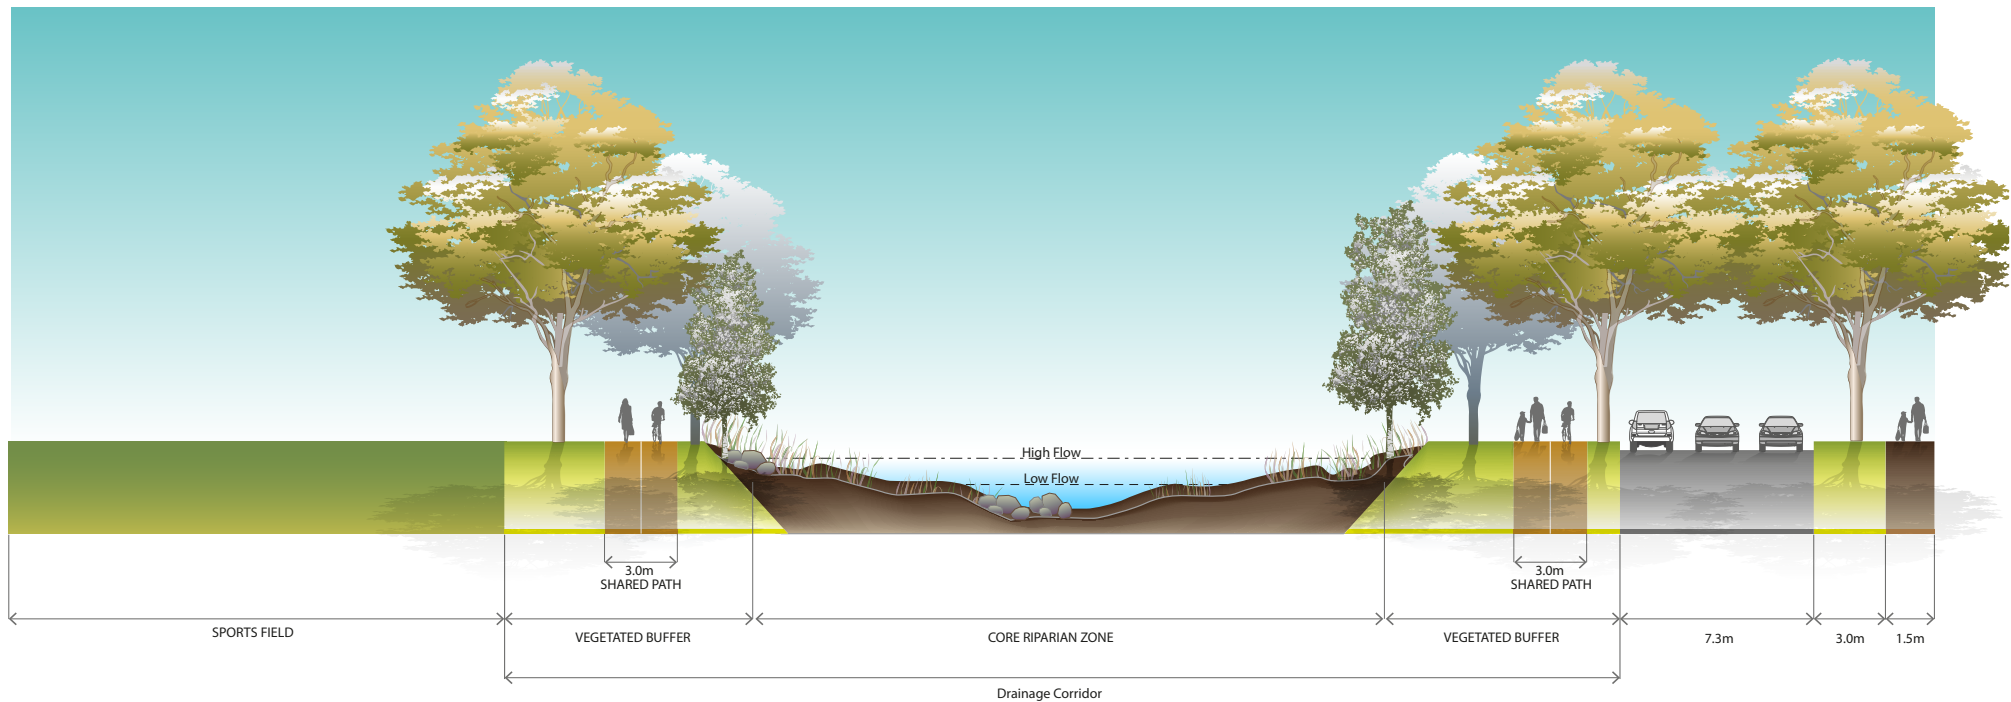 High Flow
Low Flow
3.0m
SHARED PATH
3.0m
SHARED PATH
SPORTS FIELD
VEGETATED BUFFER
CORE RIPARIAN ZONE
VEGETATED BUFFER
7.3m
3.0m
1.5m
Drainage Corridor